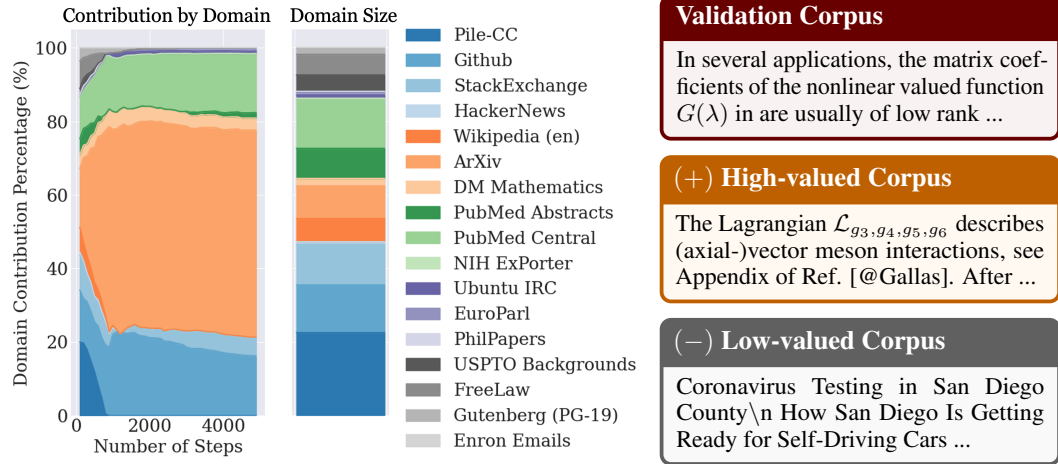 Contribution by Domain
Domain Size
Domain Contribution Percentage (%)
100
80
60
40
20
0
0
2000
4000
Number of Steps
Pile-CC
Github
StackExchange
HackerNews
Wikipedia (en)
ArXiv
DM Mathematics
PubMed Abstracts
PubMed Central
NIH ExPorter
Ubuntu IRC
EuroParl
PhilPapers
USPTO Backgrounds
FreeLaw
Gutenberg (PG-19)
Enron Emails
Validation Corpus
In several applications, the matrix coef-
ficients of the nonlinear valued function
G(λ) in are usually of low rank ...
(+) High-valued Corpus
The Lagrangian ℒ_{g₃,g₄,g₅,g₆} describes
(axial-)vector meson interactions, see
Appendix of Ref. [@Gallas]. After ...
(−) Low-valued Corpus
Coronavirus Testing in San Diego
County\n How San Diego Is Getting
Ready for Self-Driving Cars ...